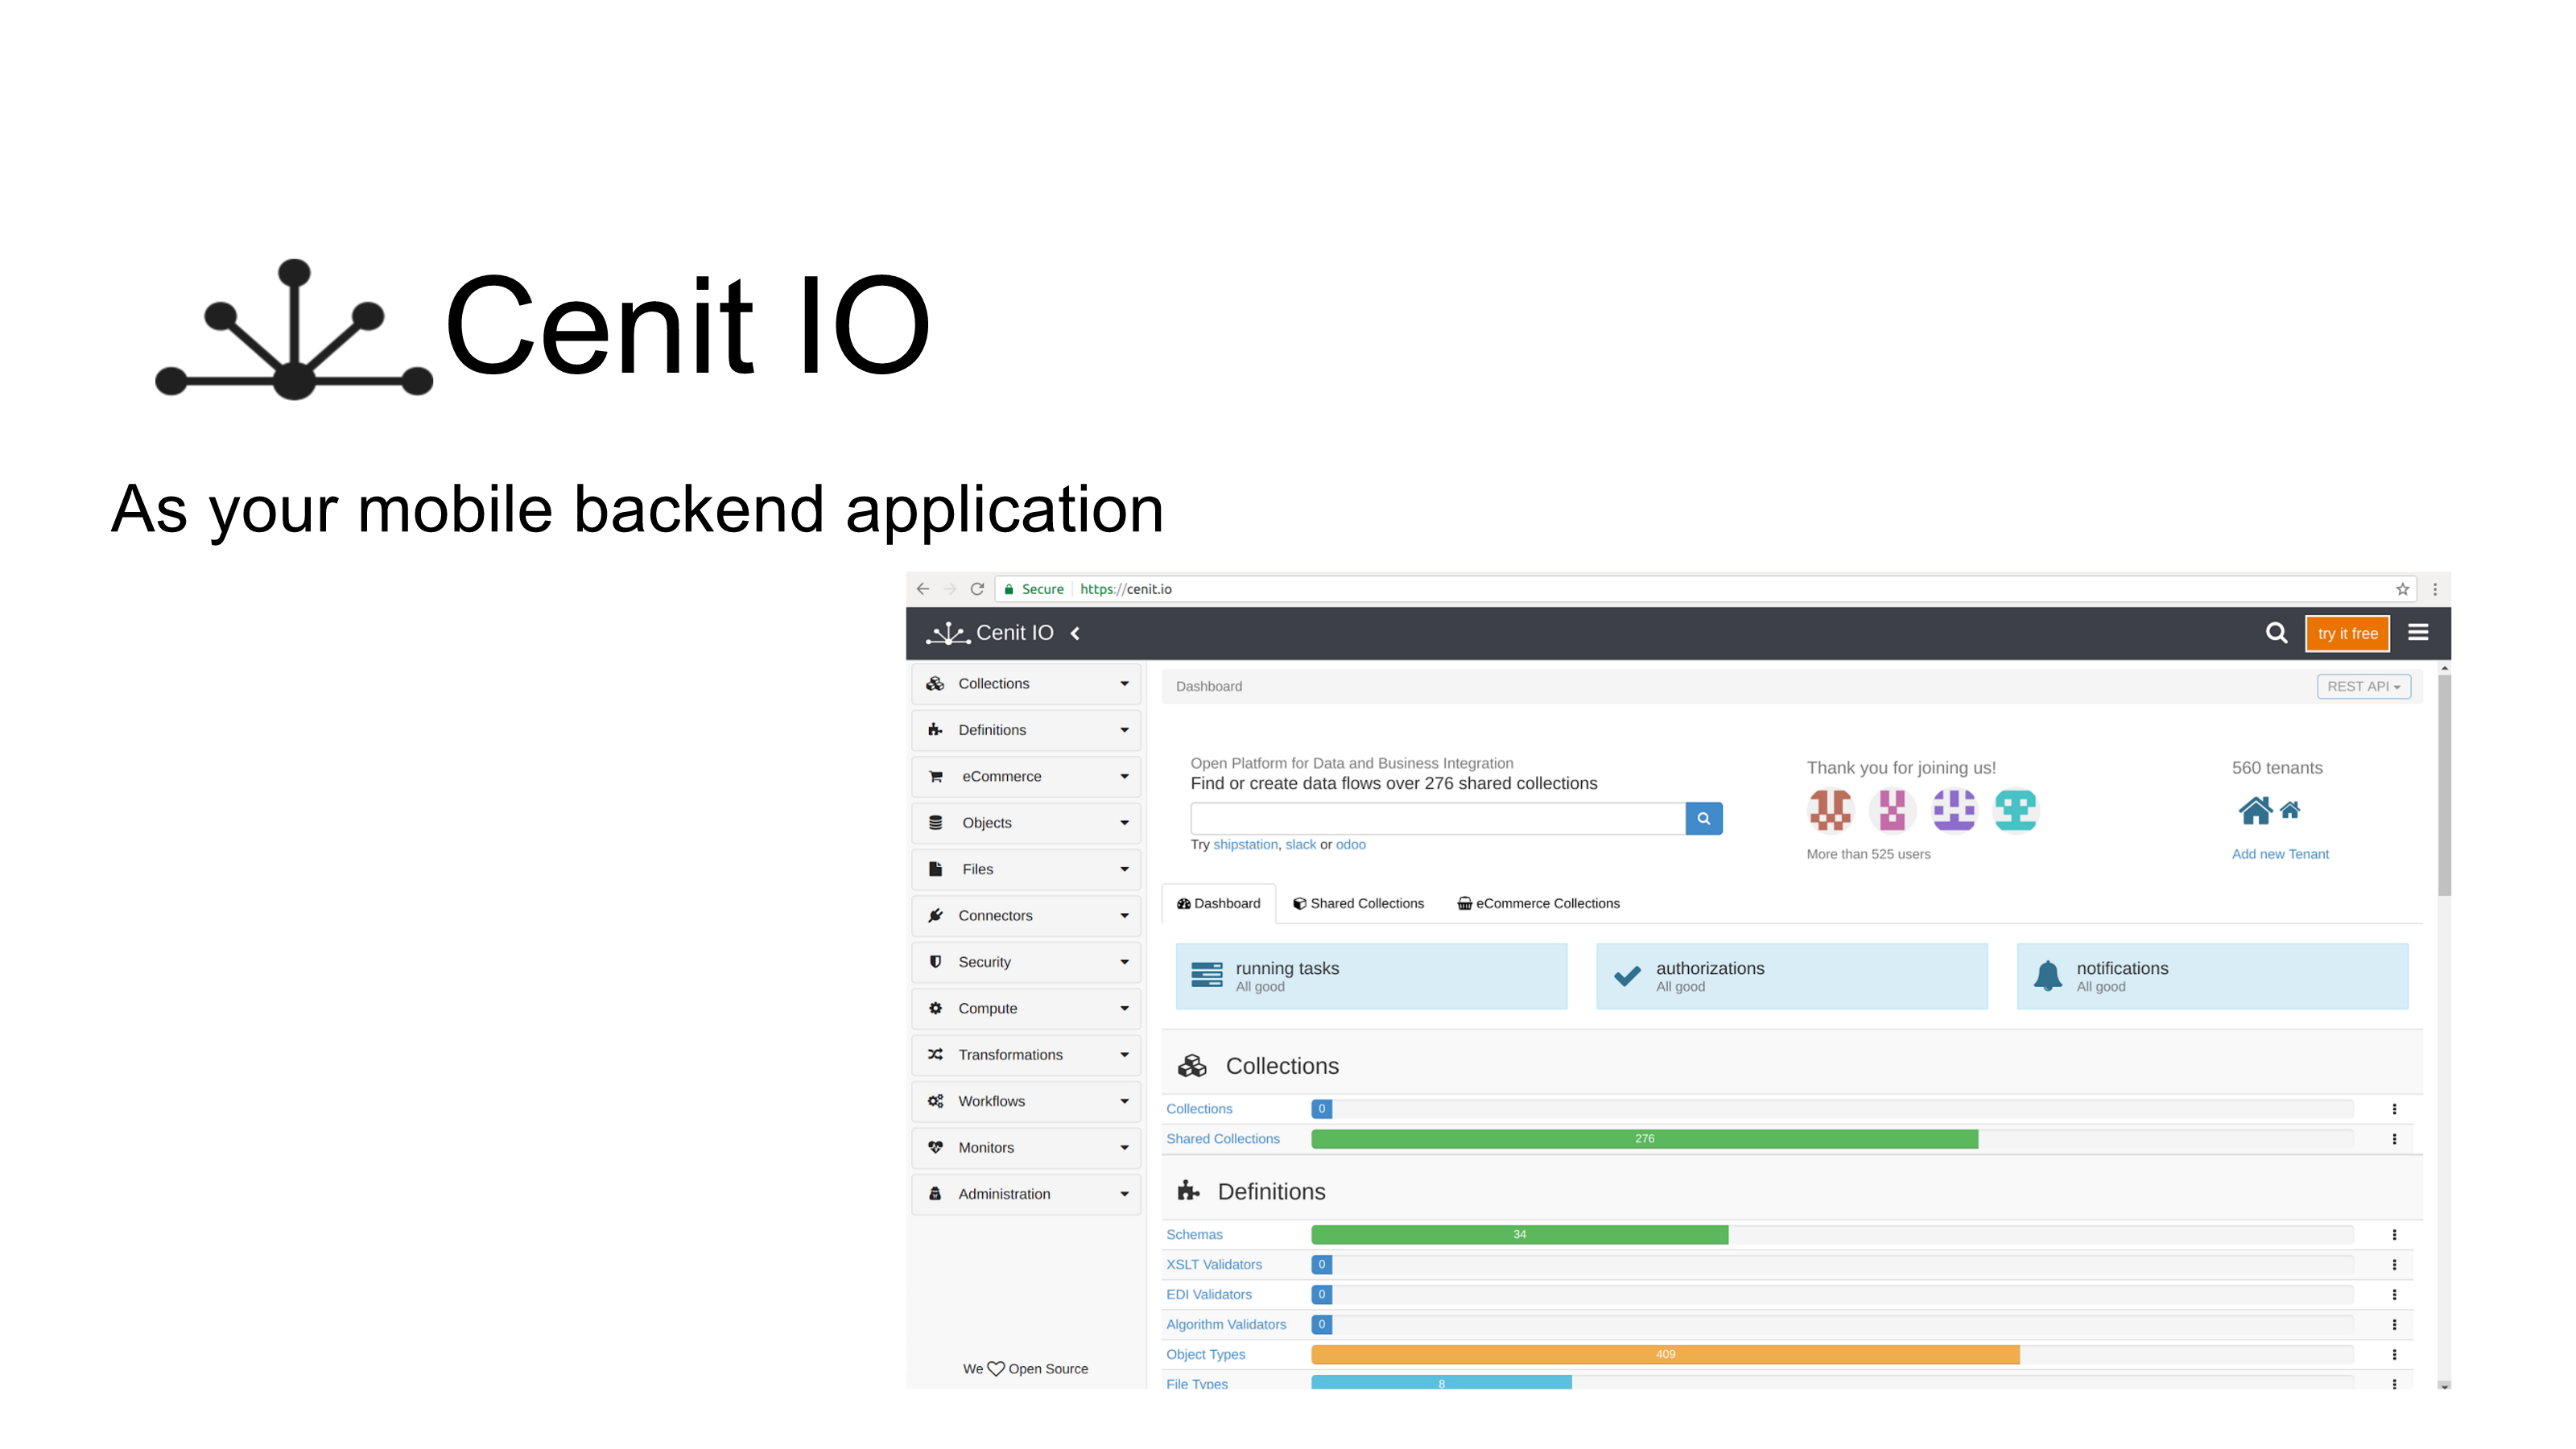 Cenit IO
As your mobile backend application
Secure https://cenit.io
Cenit IO
try it free
Collections
Definitions
eCommerce
Objects
Files
Connectors
Security
Compute
Transformations
Workflows
Monitors
Administration
We Open Source
Dashboard
REST API
Open Platform for Data and Business Integration
Find or create data flows over 276 shared collections
Try shipstation, slack or odoo
Thank you for joining us!
More than 525 users
560 tenants
Add new Tenant
Dashboard Shared Collections eCommerce Collections
running tasks
All good
authorizations
All good
notifications
All good
Collections
Collections 0
Shared Collections 276
Definitions
Schemas 34
XSLT Validators 0
EDI Validators 0
Algorithm Validators 0
Object Types 409
File Types 8